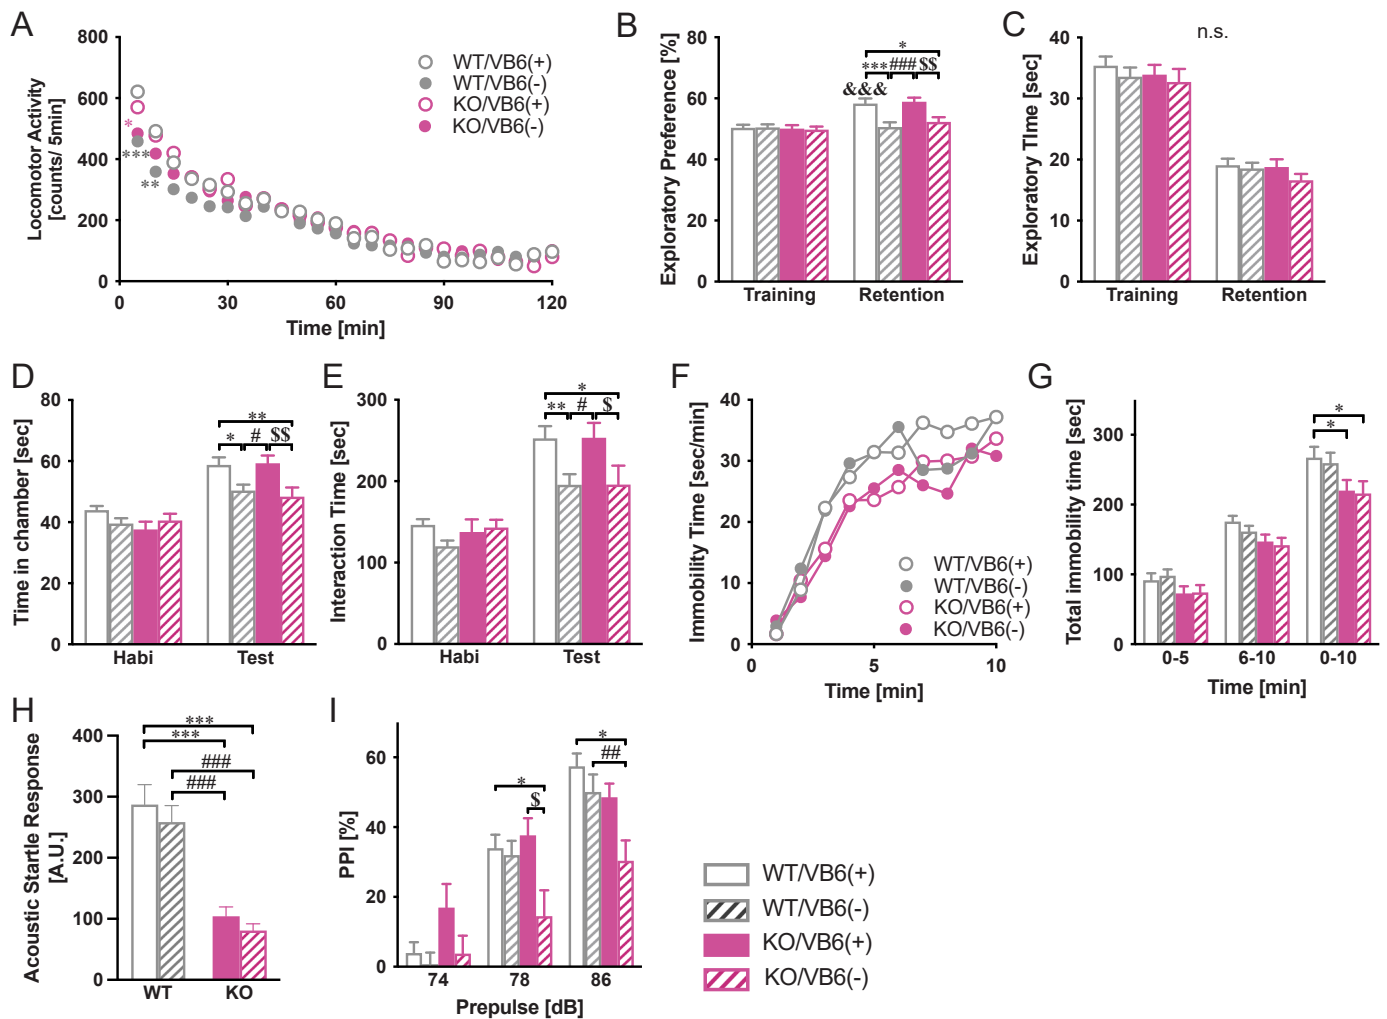 A
Locomotor Activity
[counts/ 5min]
800
600
400
200
0
*
***
**
WT/VB6(+)
WT/VB6(-)
KO/VB6(+)
KO/VB6(-)
0 30 60 90 120
Time [min]
B
Exploratory Preference [%]
80
60
40
20
0
*
*** ### $$
&&&
Training Retention
C
n.s.
Exploratory TIme [sec]
40
30
20
10
0
Training Retention
D
Time in chamber [sec]
80
60
40
20
0
**
* # $$
Habi Test
E
Interaction Time [sec]
300
200
100
0
*
** # $
Habi Test
F
Immobility Time [sec/min]
40
30
20
10
0
WT/VB6(+)
WT/VB6(-)
KO/VB6(+)
KO/VB6(-)
0 5 10
Time [min]
G
Total immobility time [sec]
300
200
100
0
*
*
0-5 6-10 0-10
Time [min]
H
Acoustic Startle Response
[A.U.]
400
300
200
100
0
***
***
###
###
WT KO
I
PPI [%]
60
40
20
0
*
$
*
##
74 78 86
Prepulse [dB]
WT/VB6(+)
WT/VB6(-)
KO/VB6(+)
KO/VB6(-)